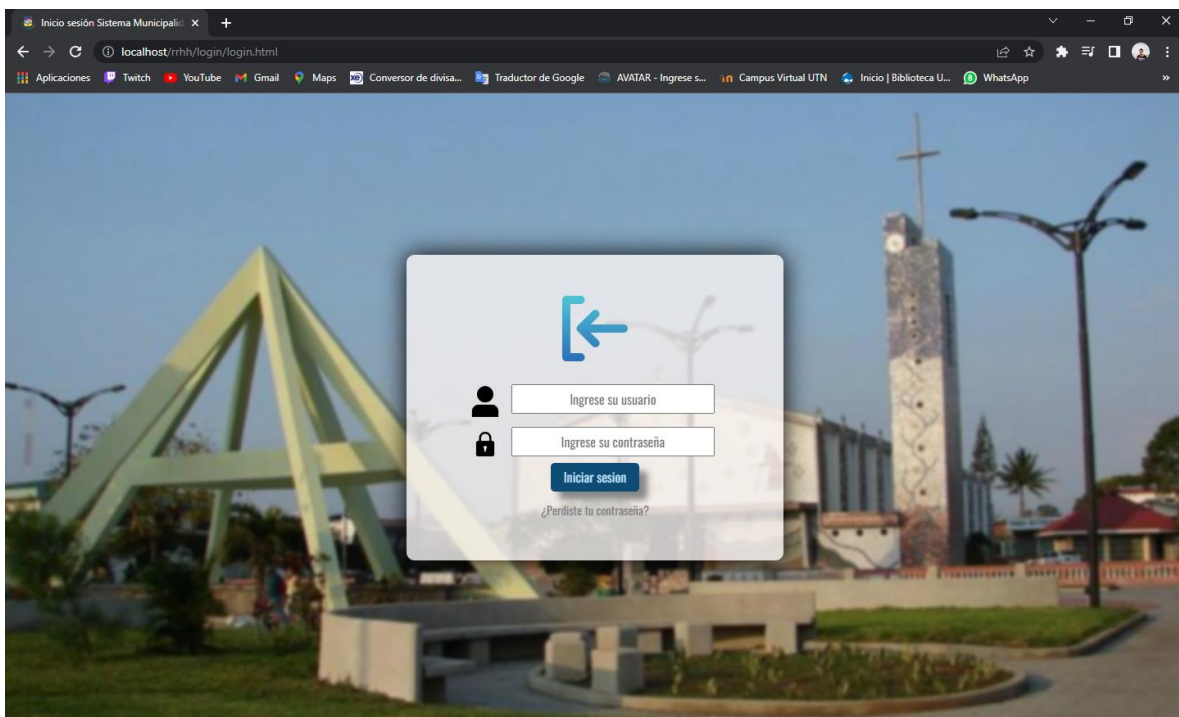 Inicio sesión Sistema Municipalid
localhost/rrhh/login/login.html
Aplicaciones Twitch YouTube Gmail Maps Conversor de divisa... Traductor de Google AVATAR - Ingrese s... Campus Virtual UTN Inicio | Biblioteca U... WhatsApp »
Ingrese su usuario
Ingrese su contraseña
Iniciar sesion
¿Perdiste tu contraseña?